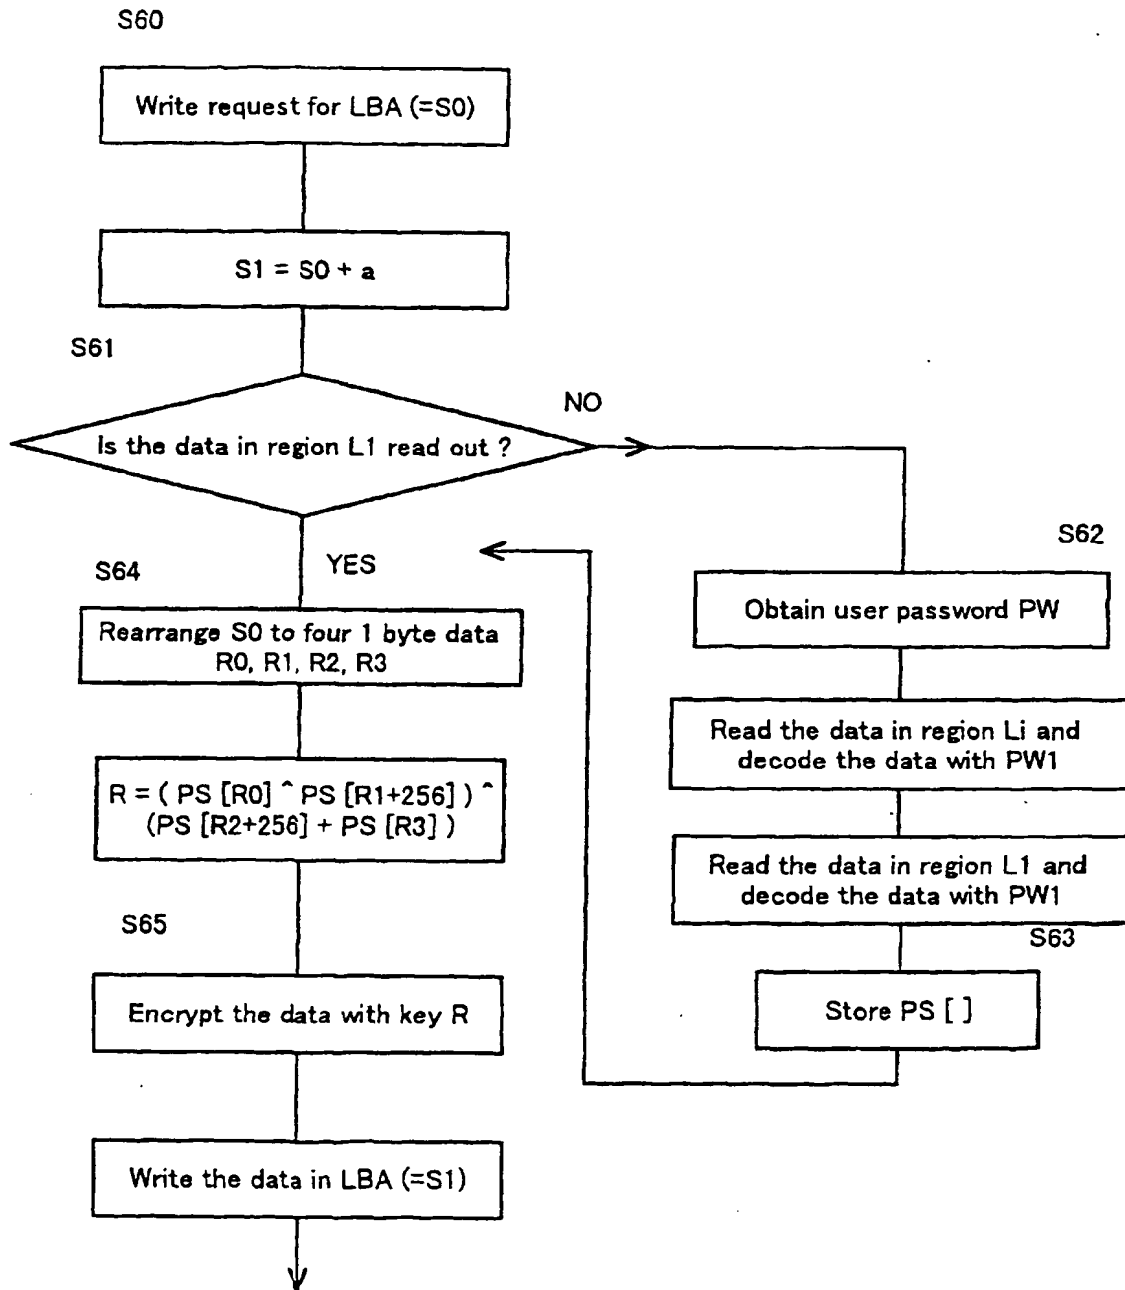 S60
Write request for LBA (=S0)
S1 = S0 + a
S61
Is the data in region L1 read out ?
NO
YES
S62
Obtain user password PW
Read the data in region Li and
decode the data with PW1
Read the data in region L1 and
decode the data with PW1
S63
Store PS [ ]
S64
Rearrange S0 to four 1 byte data
R0, R1, R2, R3
R = ( PS [R0] ^ PS [R1+256] ) ^
(PS [R2+256] + PS [R3] )
S65
Encrypt the data with key R
Write the data in LBA (=S1)